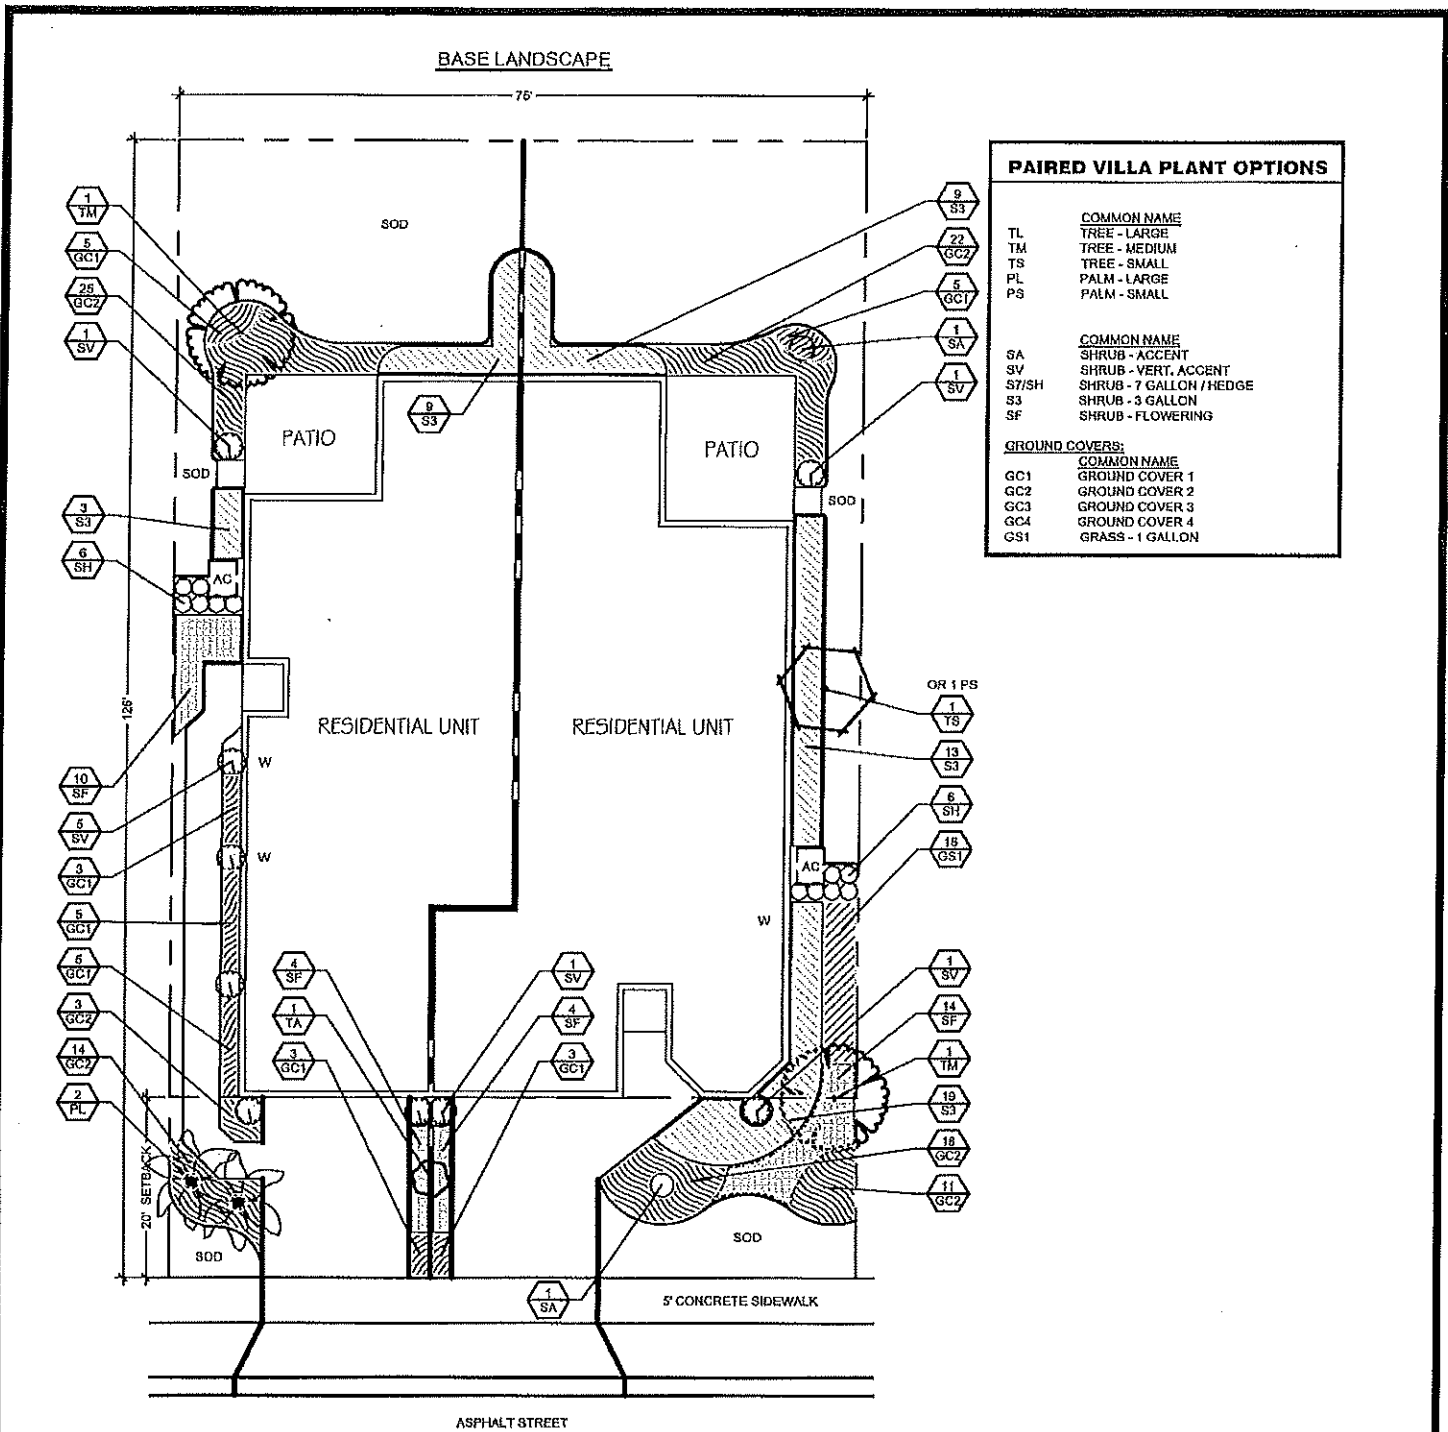 BASE LANDSCAPE
75'
PAIRED VILLA PLANT OPTIONS
COMMON NAME
TL TREE - LARGE
TM TREE - MEDIUM
TS TREE - SMALL
PL PALM - LARGE
PS PALM - SMALL
COMMON NAME
SA SHRUB - ACCENT
SV SHRUB - VERT. ACCENT
S7/SH SHRUB - 7 GALLON / HEDGE
S3 SHRUB - 3 GALLON
SF SHRUB - FLOWERING
GROUND COVERS:
COMMON NAME
GC1 GROUND COVER 1
GC2 GROUND COVER 2
GC3 GROUND COVER 3
GC4 GROUND COVER 4
GS1 GRASS - 1 GALLON
1
TM
5
GC1
25
GC2
1
SV
SOD
9
S3
22
GC2
5
GC1
1
SA
1
SV
9
S3
PATIO
PATIO
SOD
SOD
3
S3
6
SH
AC
126'
RESIDENTIAL UNIT
RESIDENTIAL UNIT
OR 1 PS
1
TS
13
S3
6
SH
GS1
AC
10
SF
5
SV
3
GC1
5
GC1
GC1
3
GC2
14
GC2
2
PL
W
W
W
4
SF
1
TA
3
GC1
1
SV
4
SF
3
GC1
1
SV
14
SF
1
TM
19
S3
GC2
11
GC2
20' SETBACK
SOD
SOD
1
SA
5' CONCRETE SIDEWALK
ASPHALT STREET